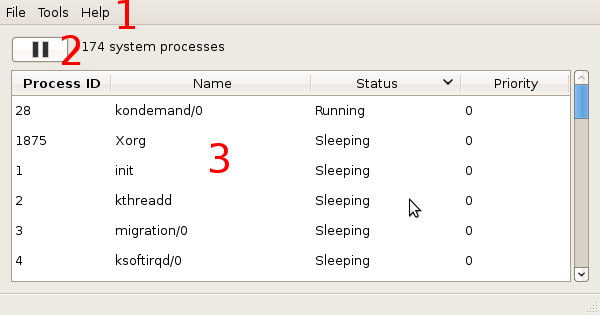 File Tools Help 1
2 174 system processes
Process ID Name Status Priority
28 kondemand/0 Running 0
1875 Xorg Sleeping 0
3
1 init Sleeping 0
2 kthreadd Sleeping 0
3 migration/0 Sleeping 0
4 ksoftirqd/0 Sleeping 0